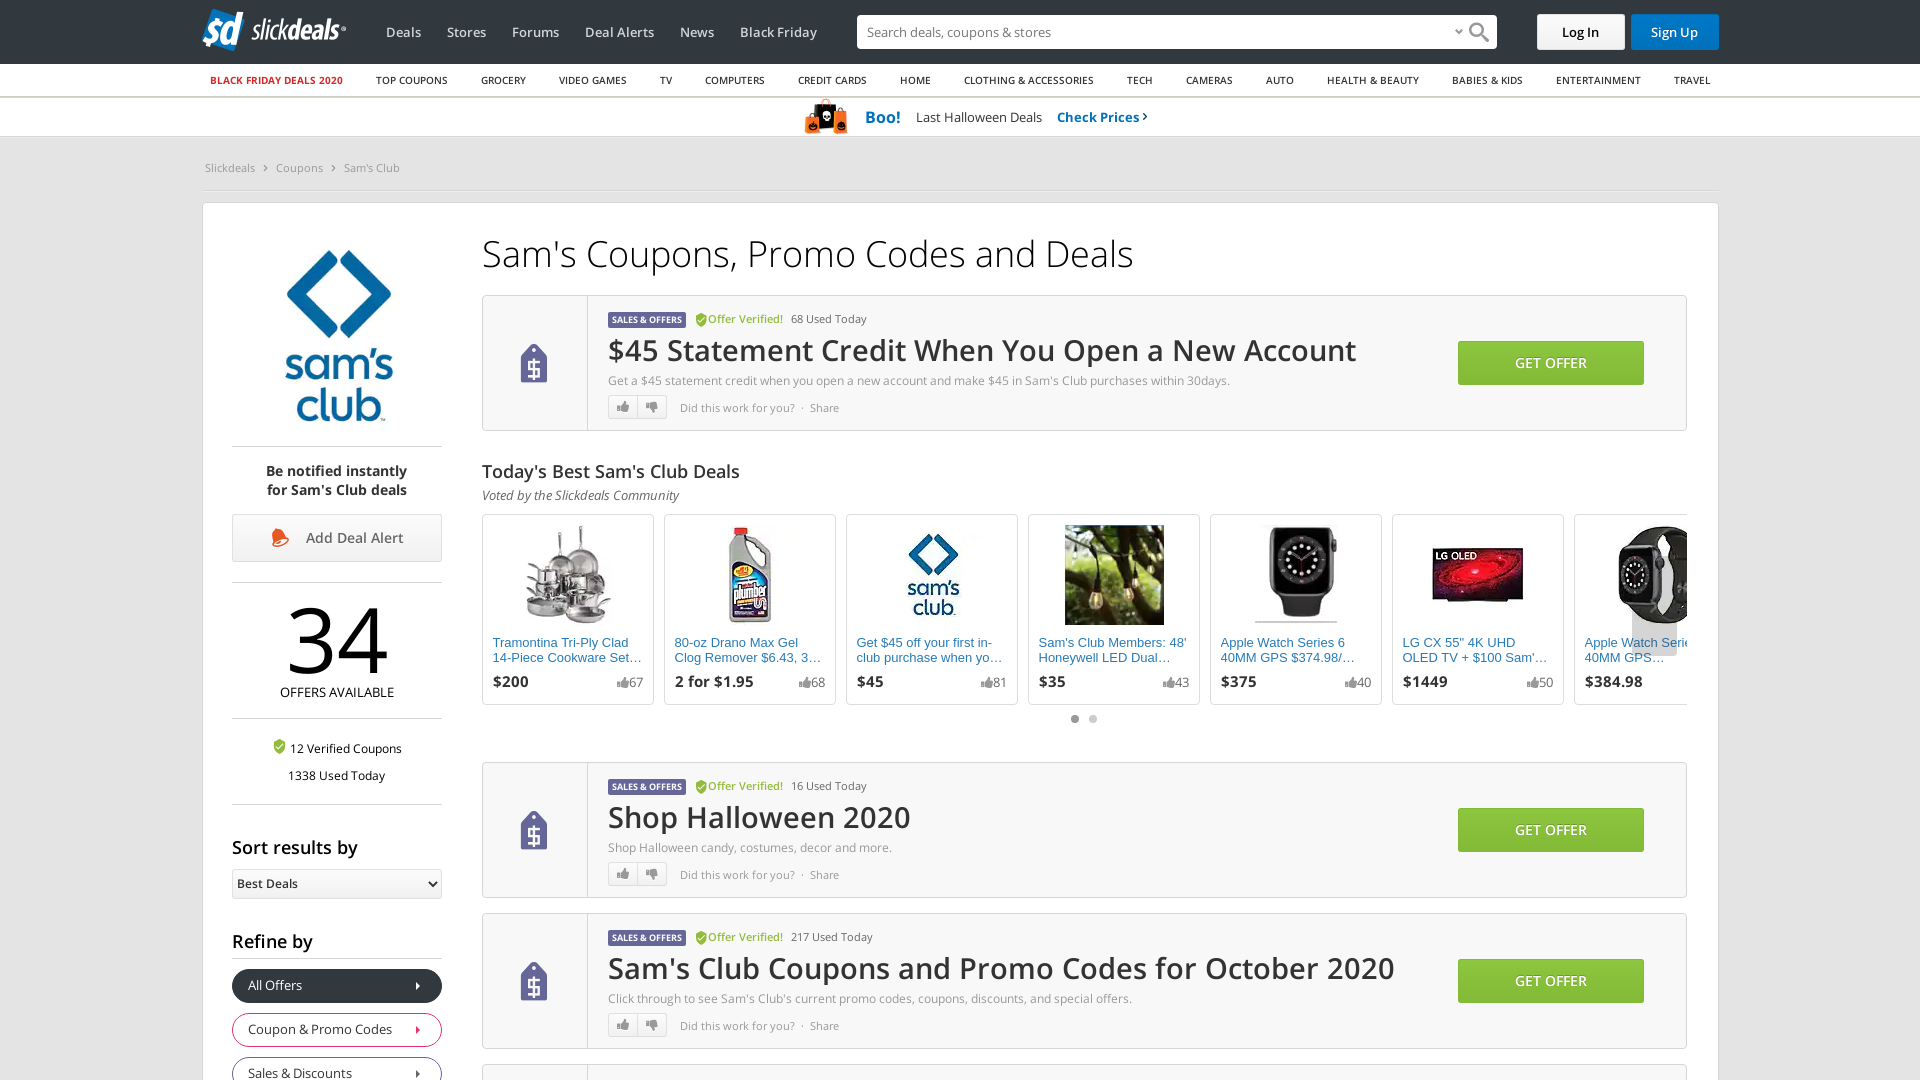 sd slickdeals
Deals
Stores
Forums
Deal Alerts
News
Black Friday
Search deals, coupons & stores
Log In
Sign Up
BLACK FRIDAY DEALS 2020
TOP COUPONS
GROCERY
VIDEO GAMES
TV
COMPUTERS
CREDIT CARDS
HOME
CLOTHING & ACCESSORIES
TECH
CAMERAS
AUTO
HEALTH & BEAUTY
BABIES & KIDS
ENTERTAINMENT
TRAVEL
Boo! Last Halloween Deals Check Prices
Slickdeals > Coupons > Sam's Club
sam's
club™
Be notified instantly
for Sam's Club deals
Add Deal Alert
34
OFFERS AVAILABLE
12 Verified Coupons
1338 Used Today
Sort results by
Best Deals
Refine by
All Offers
Coupon & Promo Codes
Sales & Discounts
Sam's Coupons, Promo Codes and Deals
SALES & OFFERS Offer Verified! 68 Used Today
$45 Statement Credit When You Open a New Account
Get a $45 statement credit when you open a new account and make $45 in Sam's Club purchases within 30days.
Did this work for you? · Share
GET OFFER
Today's Best Sam's Club Deals
Voted by the Slickdeals Community
Tramontina Tri-Ply Clad
14-Piece Cookware Set…
$200 67
plumber
80-oz Drano Max Gel
Clog Remover $6.43, 3…
2 for $1.95 68
sam's
club
Get $45 off your first in-
club purchase when yo…
$45 81
Sam's Club Members: 48'
Honeywell LED Dual…
$35 43
Apple Watch Series 6
40MM GPS $374.98/…
$375 40
LG OLED
LG CX 55" 4K UHD
OLED TV + $100 Sam'…
$1449 50
Apple Watch Serie
40MM GPS…
$384.98
SALES & OFFERS Offer Verified! 16 Used Today
Shop Halloween 2020
Shop Halloween candy, costumes, decor and more.
Did this work for you? · Share
GET OFFER
SALES & OFFERS Offer Verified! 217 Used Today
Sam's Club Coupons and Promo Codes for October 2020
Click through to see Sam's Club's current promo codes, coupons, discounts, and special offers.
Did this work for you? · Share
GET OFFER